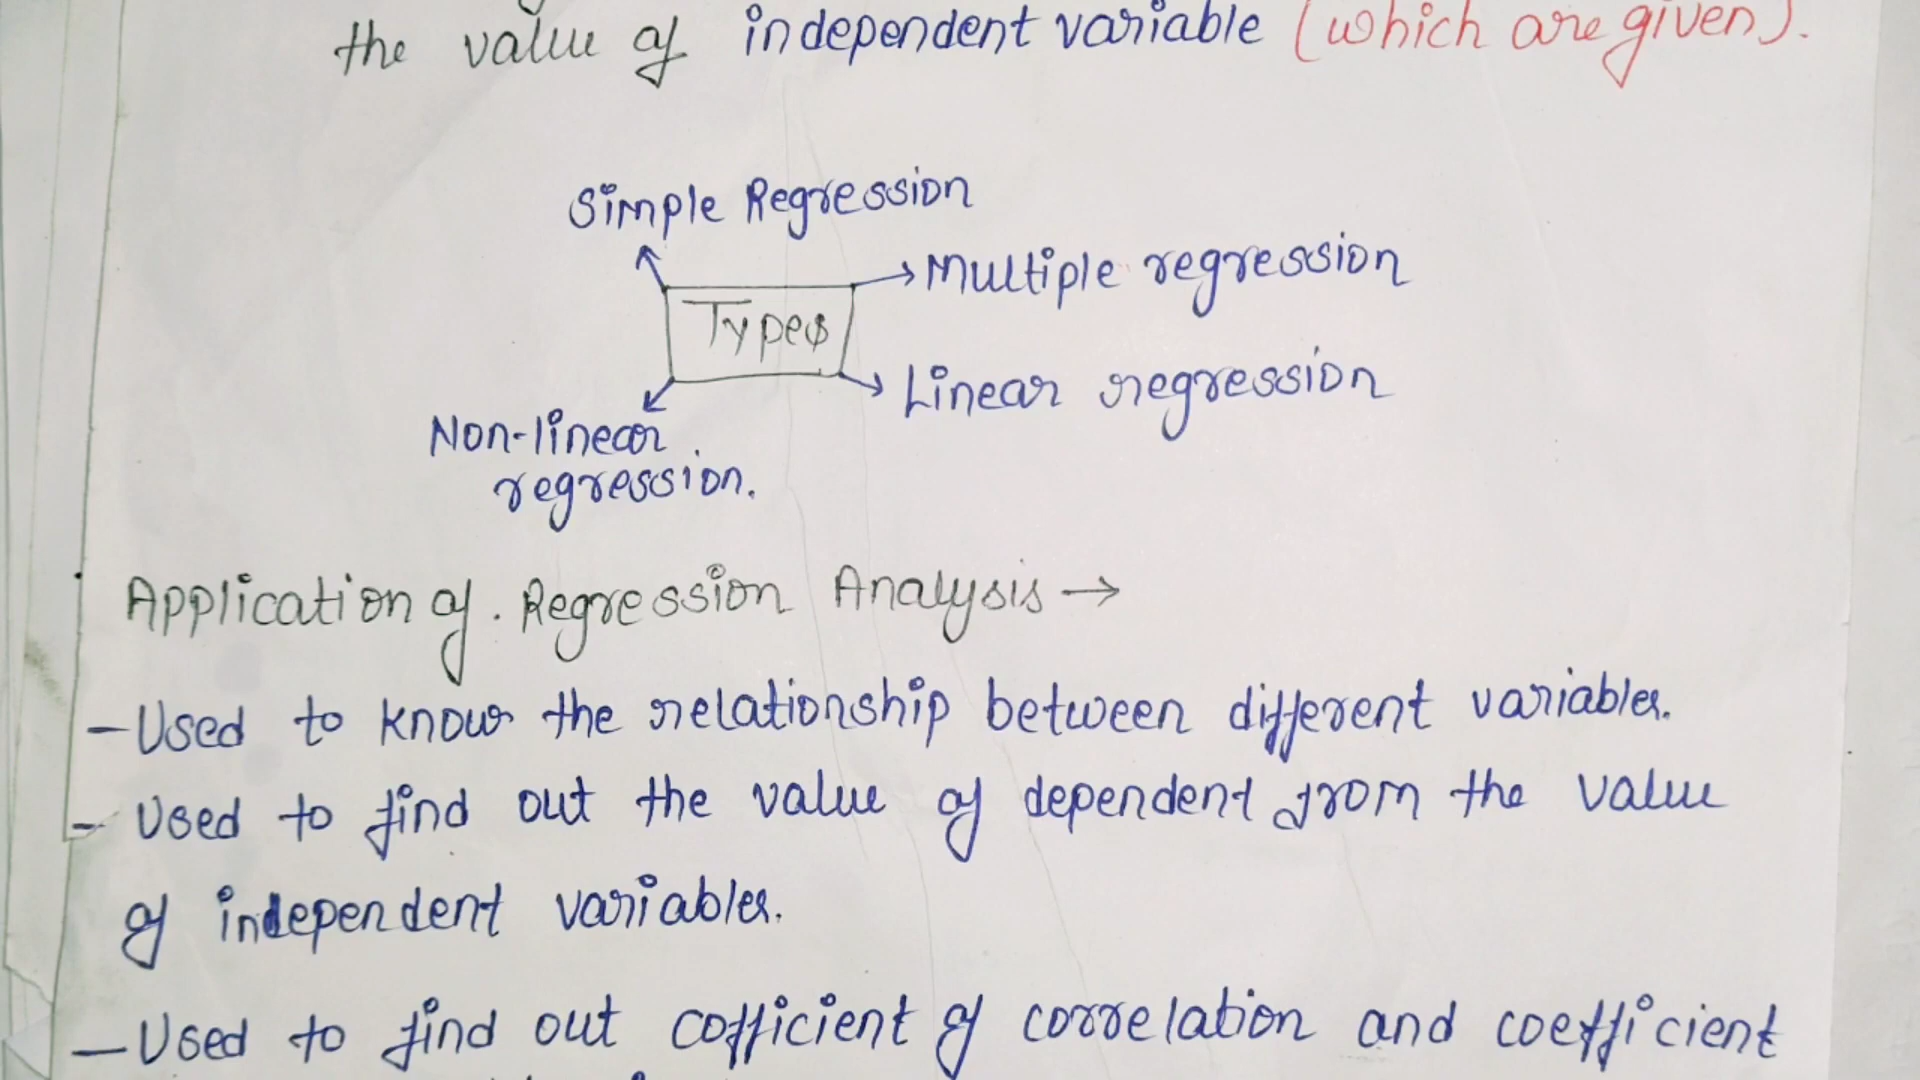 the value of independent variable (which are given).
Simple Regression
Multiple regression
Types
Linear regression
Non-linear
regression.
Application of. Regression Analysis →
- Used to know the relationship between different variables.
- Used to find out the value of dependent from the value
of independent variables.
- Used to find out cofficient of correlation and coefficient